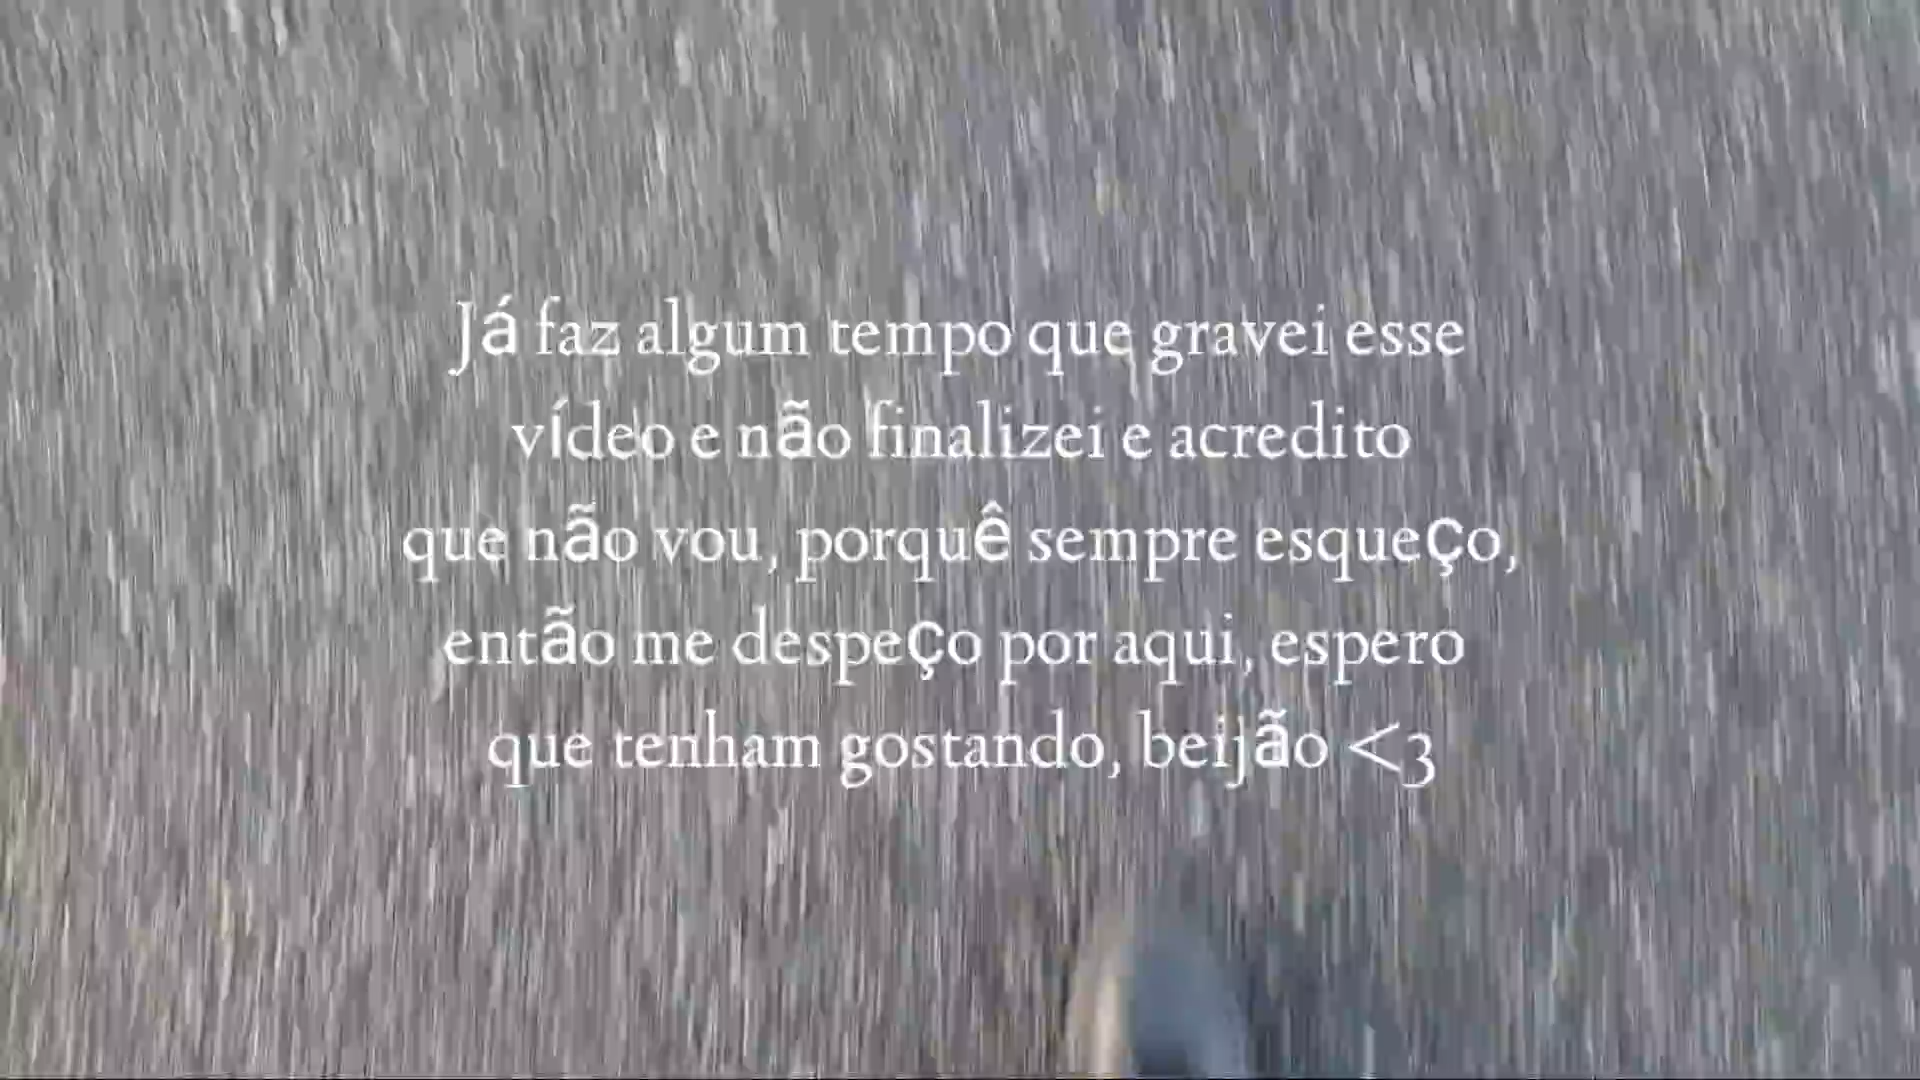 Já faz algum tempo que gravei esse
vídeo e não finalizei e acredito
que não vou, porquê sempre esqueço,
então me despeço por aqui, espero
que tenham gostando, beijão <3